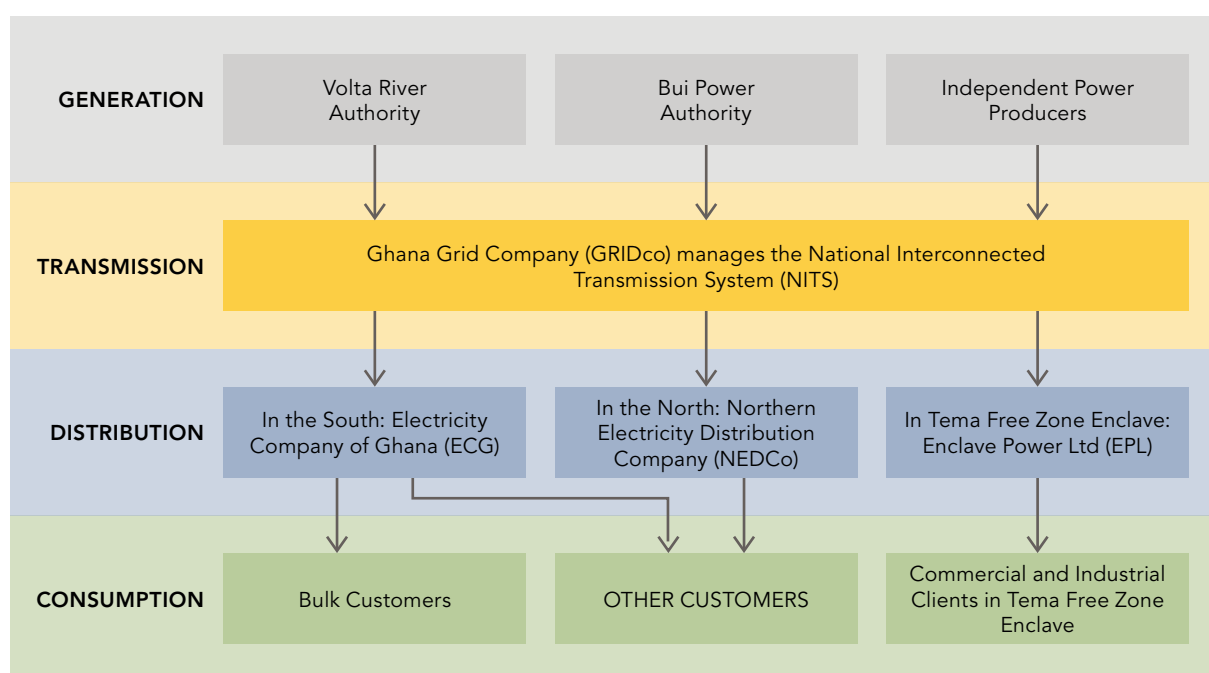 GENERATION
Volta River
Authority
Bui Power
Authority
Independent Power
Producers
TRANSMISSION
Ghana Grid Company (GRIDco) manages the National Interconnected
Transmission System (NITS)
DISTRIBUTION
In the South: Electricity
Company of Ghana (ECG)
In the North: Northern
Electricity Distribution
Company (NEDCo)
In Tema Free Zone Enclave:
Enclave Power Ltd (EPL)
CONSUMPTION
Bulk Customers
OTHER CUSTOMERS
Commercial and Industrial
Clients in Tema Free Zone
Enclave